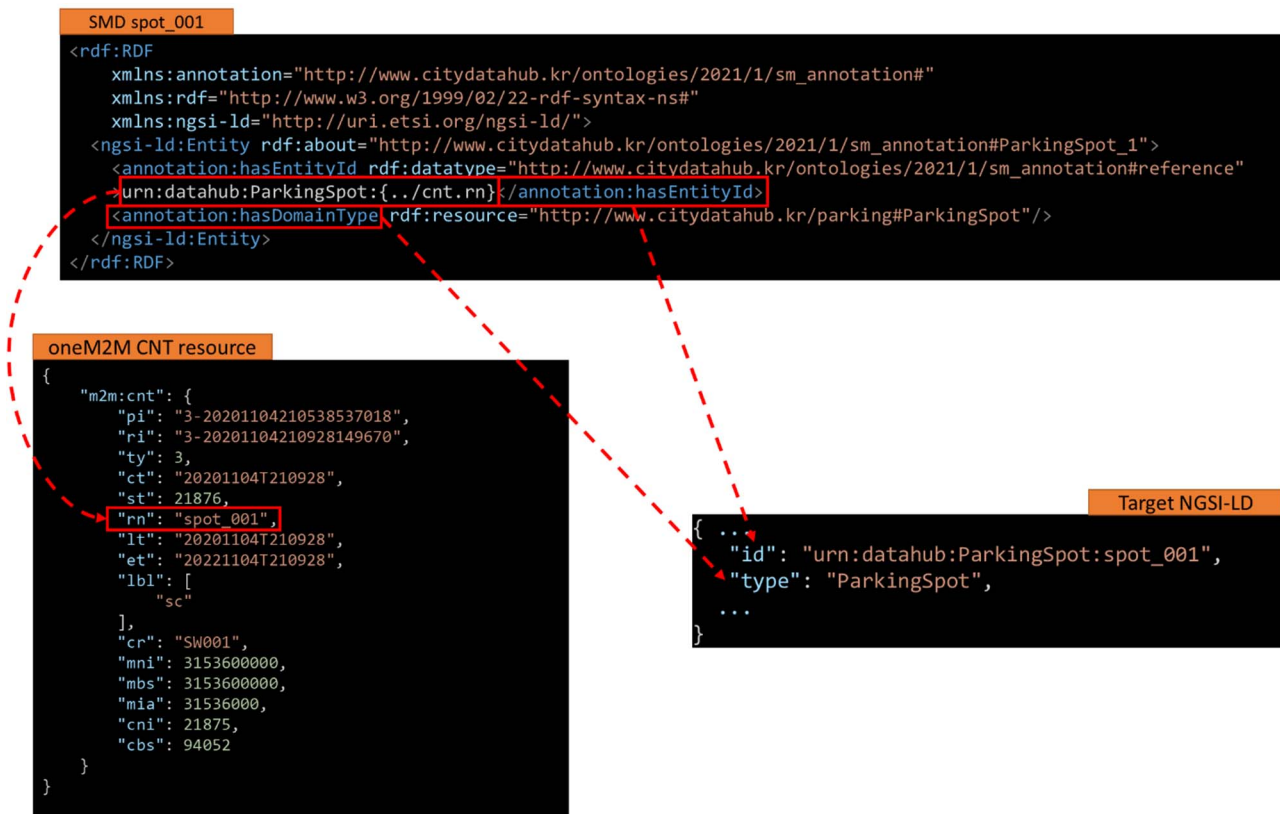 SMD spot_001
<rdf:RDF
xmlns:annotation="http://www.citydatahub.kr/ontologies/2021/1/sm_annotation#"
xmlns:rdf="http://www.w3.org/1999/02/22-rdf-syntax-ns#"
xmlns:ngsi-ld="http://uri.etsi.org/ngsi-ld/">
<ngsi-ld:Entity rdf:about="http://www.citydatahub.kr/ontologies/2021/1/sm_annotation#ParkingSpot_1">
<annotation:hasEntityId rdf:datatype="http://www.citydatahub.kr/ontologies/2021/1/sm_annotation#reference"
>urn:datahub:ParkingSpot:{../cnt.rn}</annotation:hasEntityId>
<annotation:hasDomainType rdf:resource="http://www.citydatahub.kr/parking#ParkingSpot"/>
</ngsi-ld:Entity>
</rdf:RDF>
oneM2M CNT resource
{
"m2m:cnt": {
"pi": "3-20201104210538537018",
"ri": "3-20201104210928149670",
"ty": 3,
"ct": "20201104T210928",
"st": 21876,
"rn": "spot_001",
"lt": "20201104T210928",
"et": "20221104T210928",
"lbl": [
"sc"
],
"cr": "SW001",
"mni": 3153600000,
"mbs": 3153600000,
"mia": 31536000,
"cni": 21875,
"cbs": 94052
}
}
Target NGSI-LD
{ ...
"id": "urn:datahub:ParkingSpot:spot_001",
"type": "ParkingSpot",
...
}